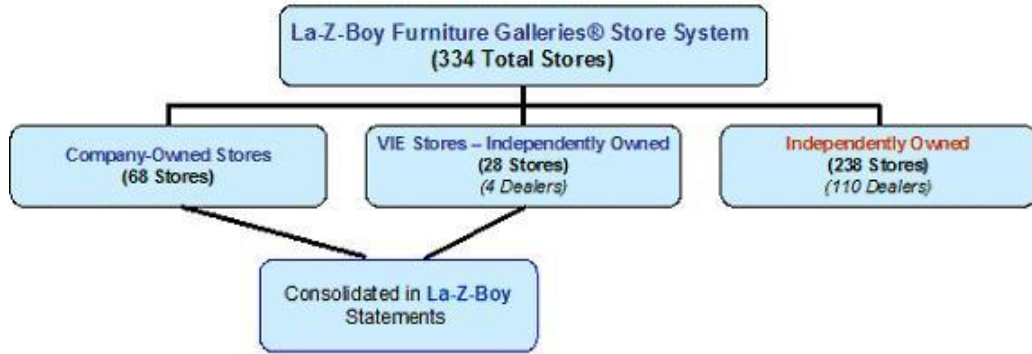 La-Z-Boy Furniture Galleries® Store System
(334 Total Stores)
Company-Owned Stores
(68 Stores)
VIE Stores – Independently Owned
(28 Stores)
(4 Dealers)
Independently Owned
(238 Stores)
(110 Dealers)
Consolidated in La-Z-Boy
Statements